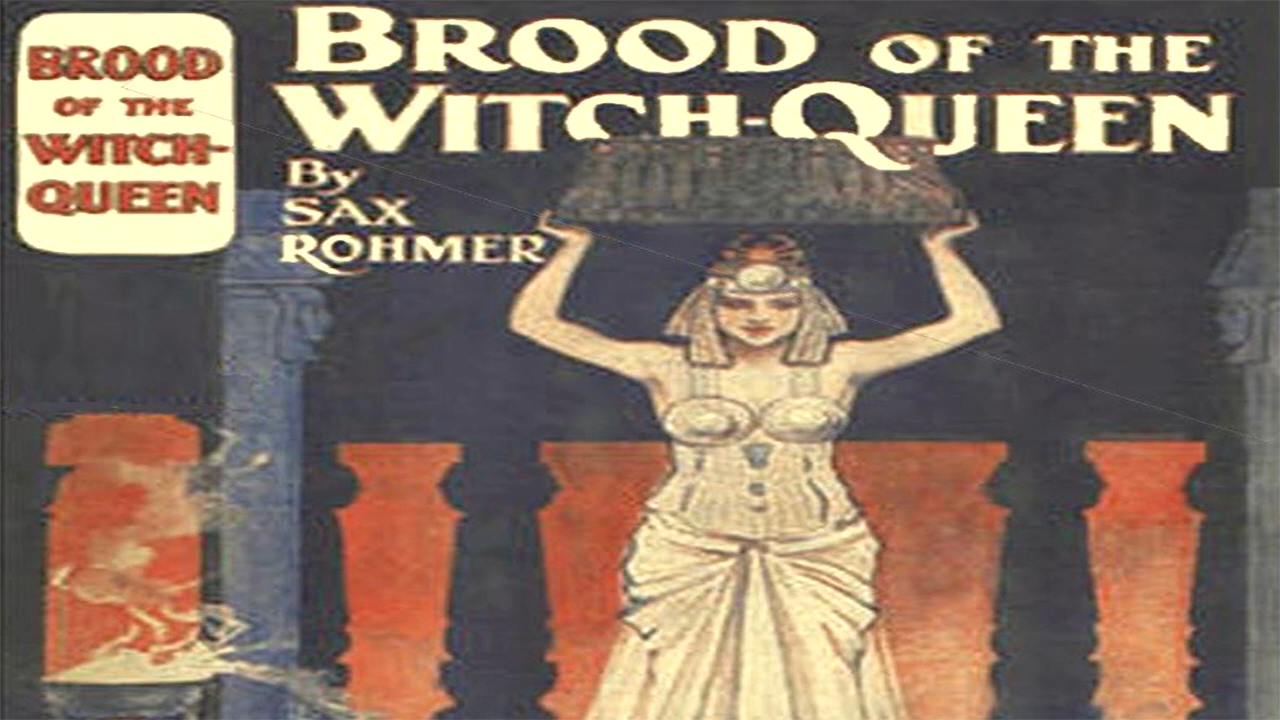 BROOD
OF THE
WITCH-
QUEEN
BROOD OF THE
WITCH-QUEEN
By
SAX
ROHMER